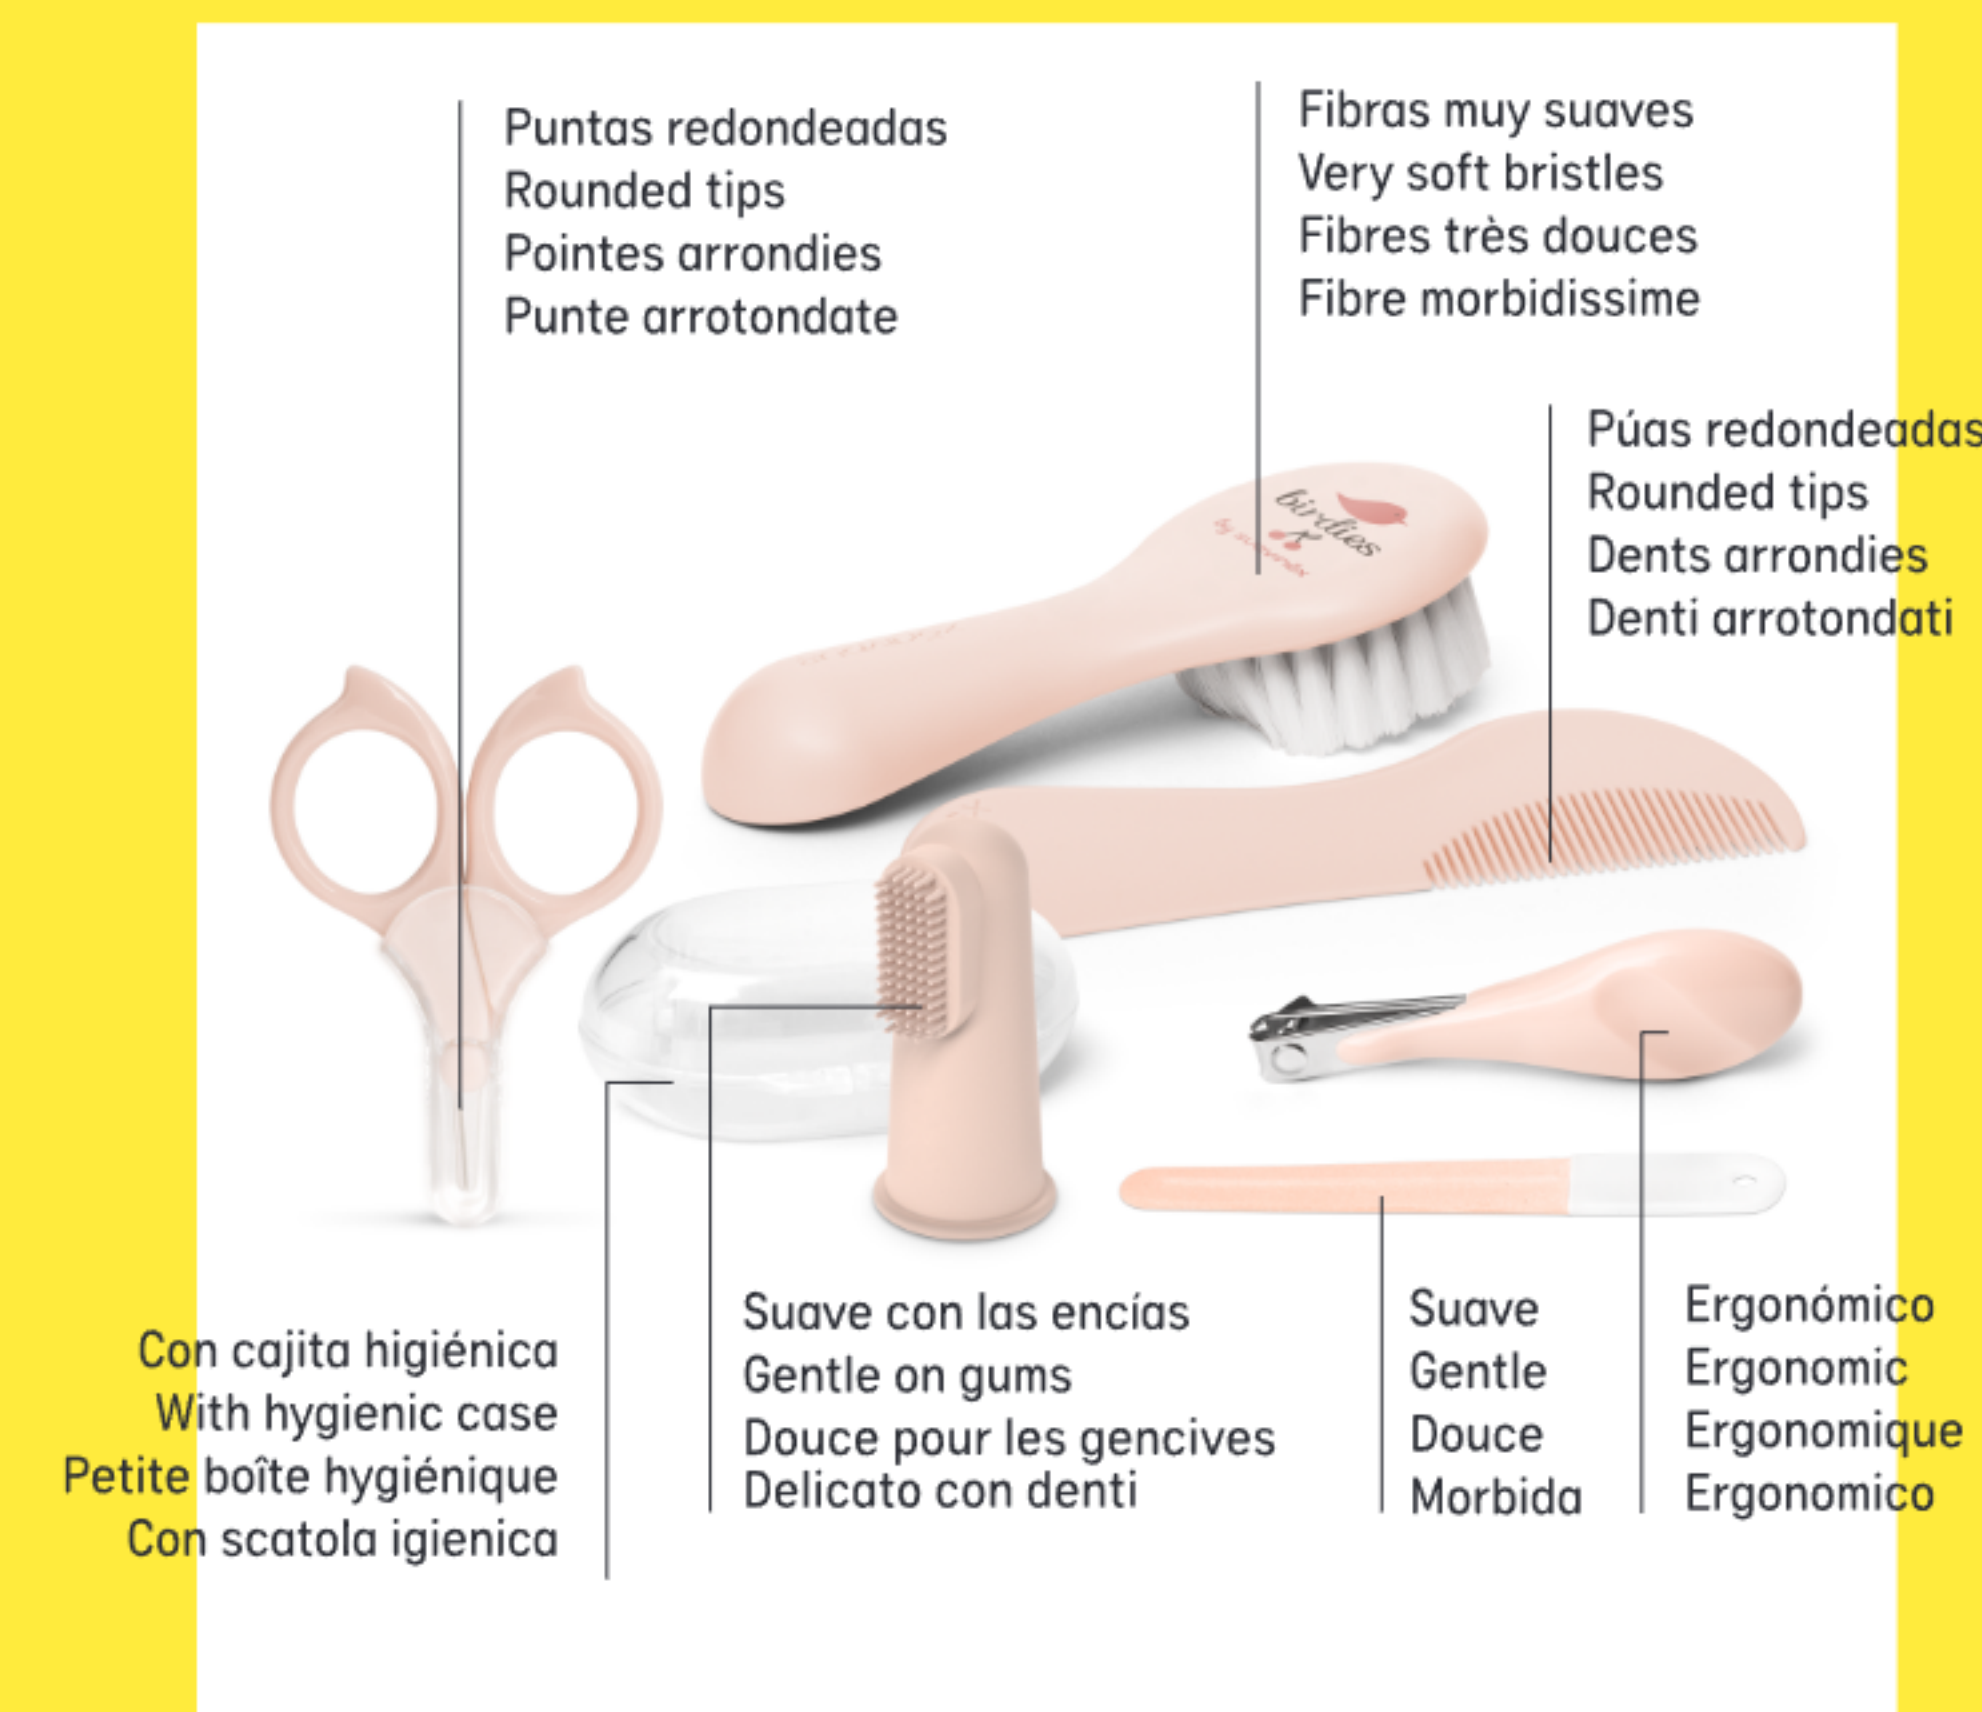 Puntas redondeadas
Rounded tips
Pointes arrondies
Punte arrotondate
Fibras muy suaves
Very soft bristles
Fibres très douces
Fibre morbidissime
Púas redondeadas
Rounded tips
Dents arrondies
Denti arrotondati
birdies
by suavinex
Con cajita higiénica
With hygienic case
Petite boîte hygiénique
Con scatola igienica
Suave con las encías
Gentle on gums
Douce pour les gencives
Delicato con denti
Suave
Gentle
Douce
Morbida
Ergonómico
Ergonomic
Ergonomique
Ergonomico